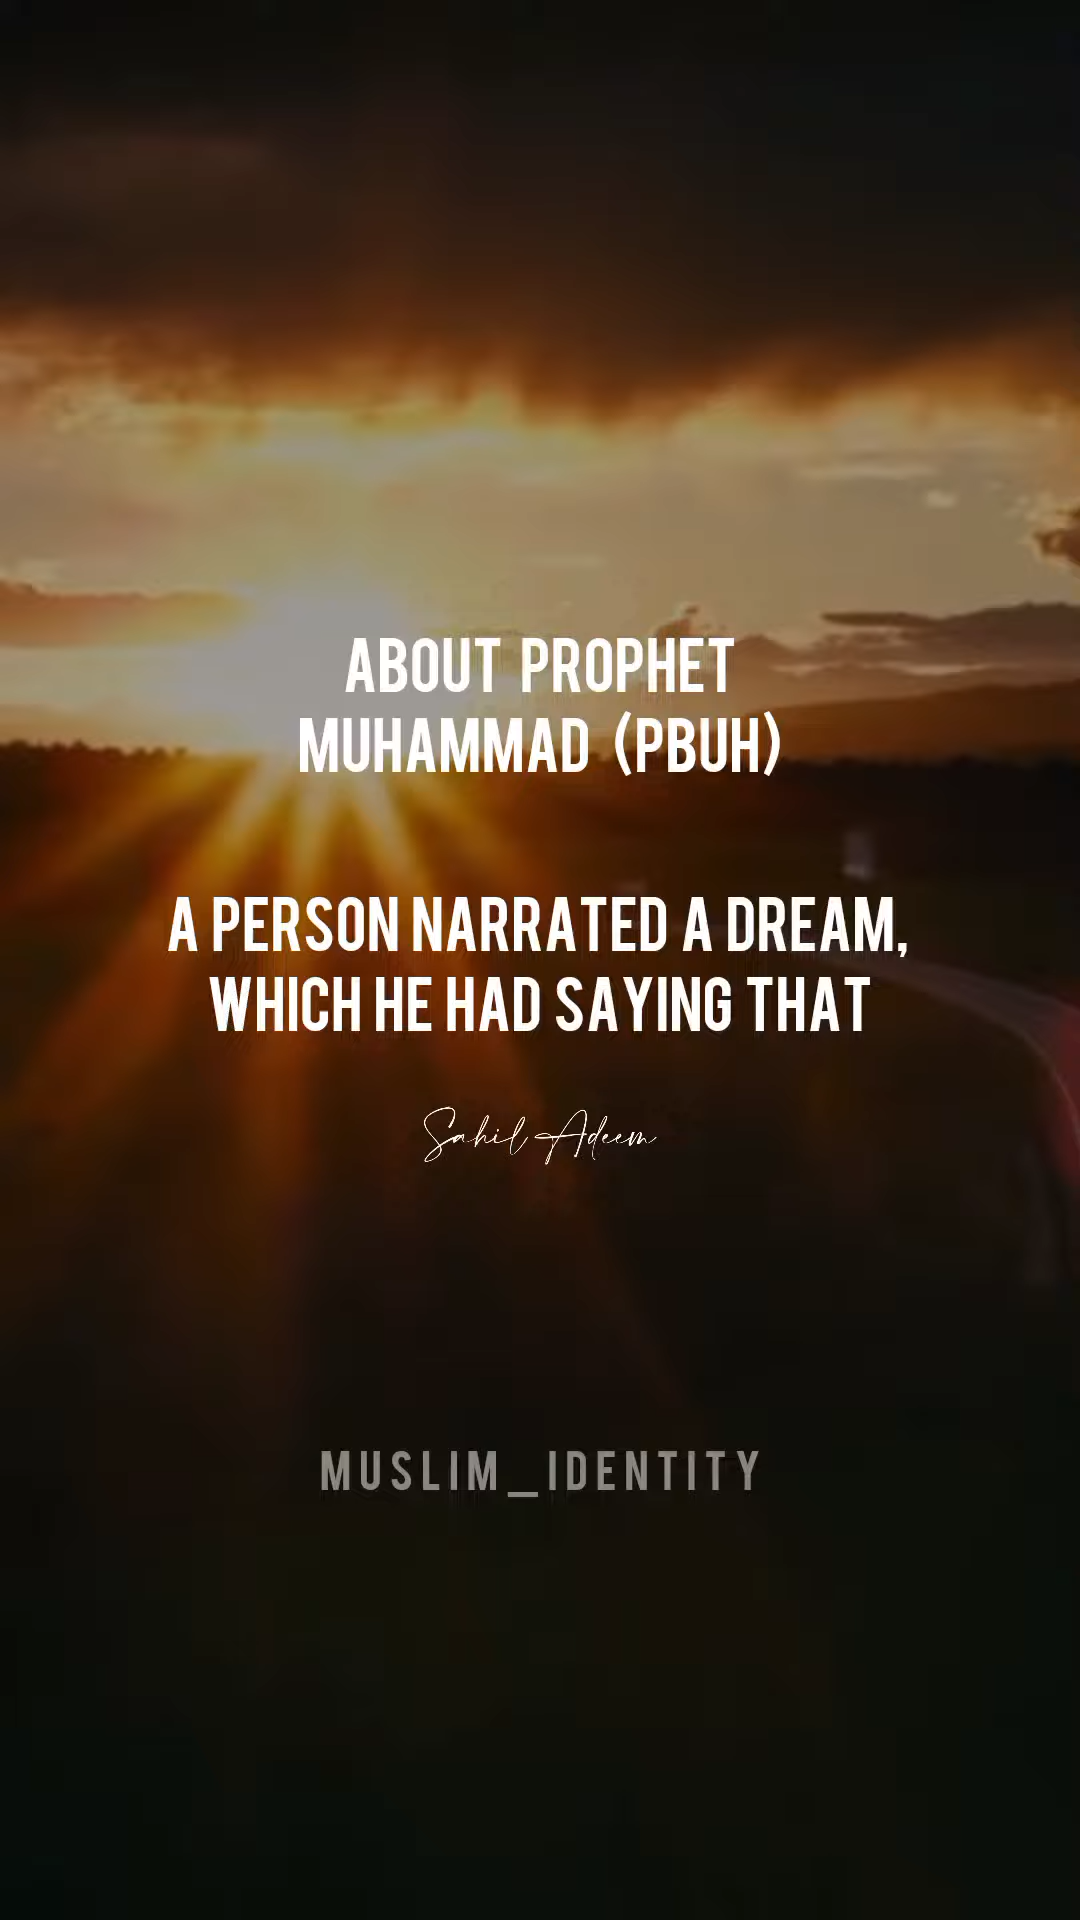 ABOUT PROPHET
MUHAMMAD (PBUH)
A PERSON NARRATED A DREAM,
WHICH HE HAD SAYING THAT
Sahil Adeem
MUSLIM_IDENTITY